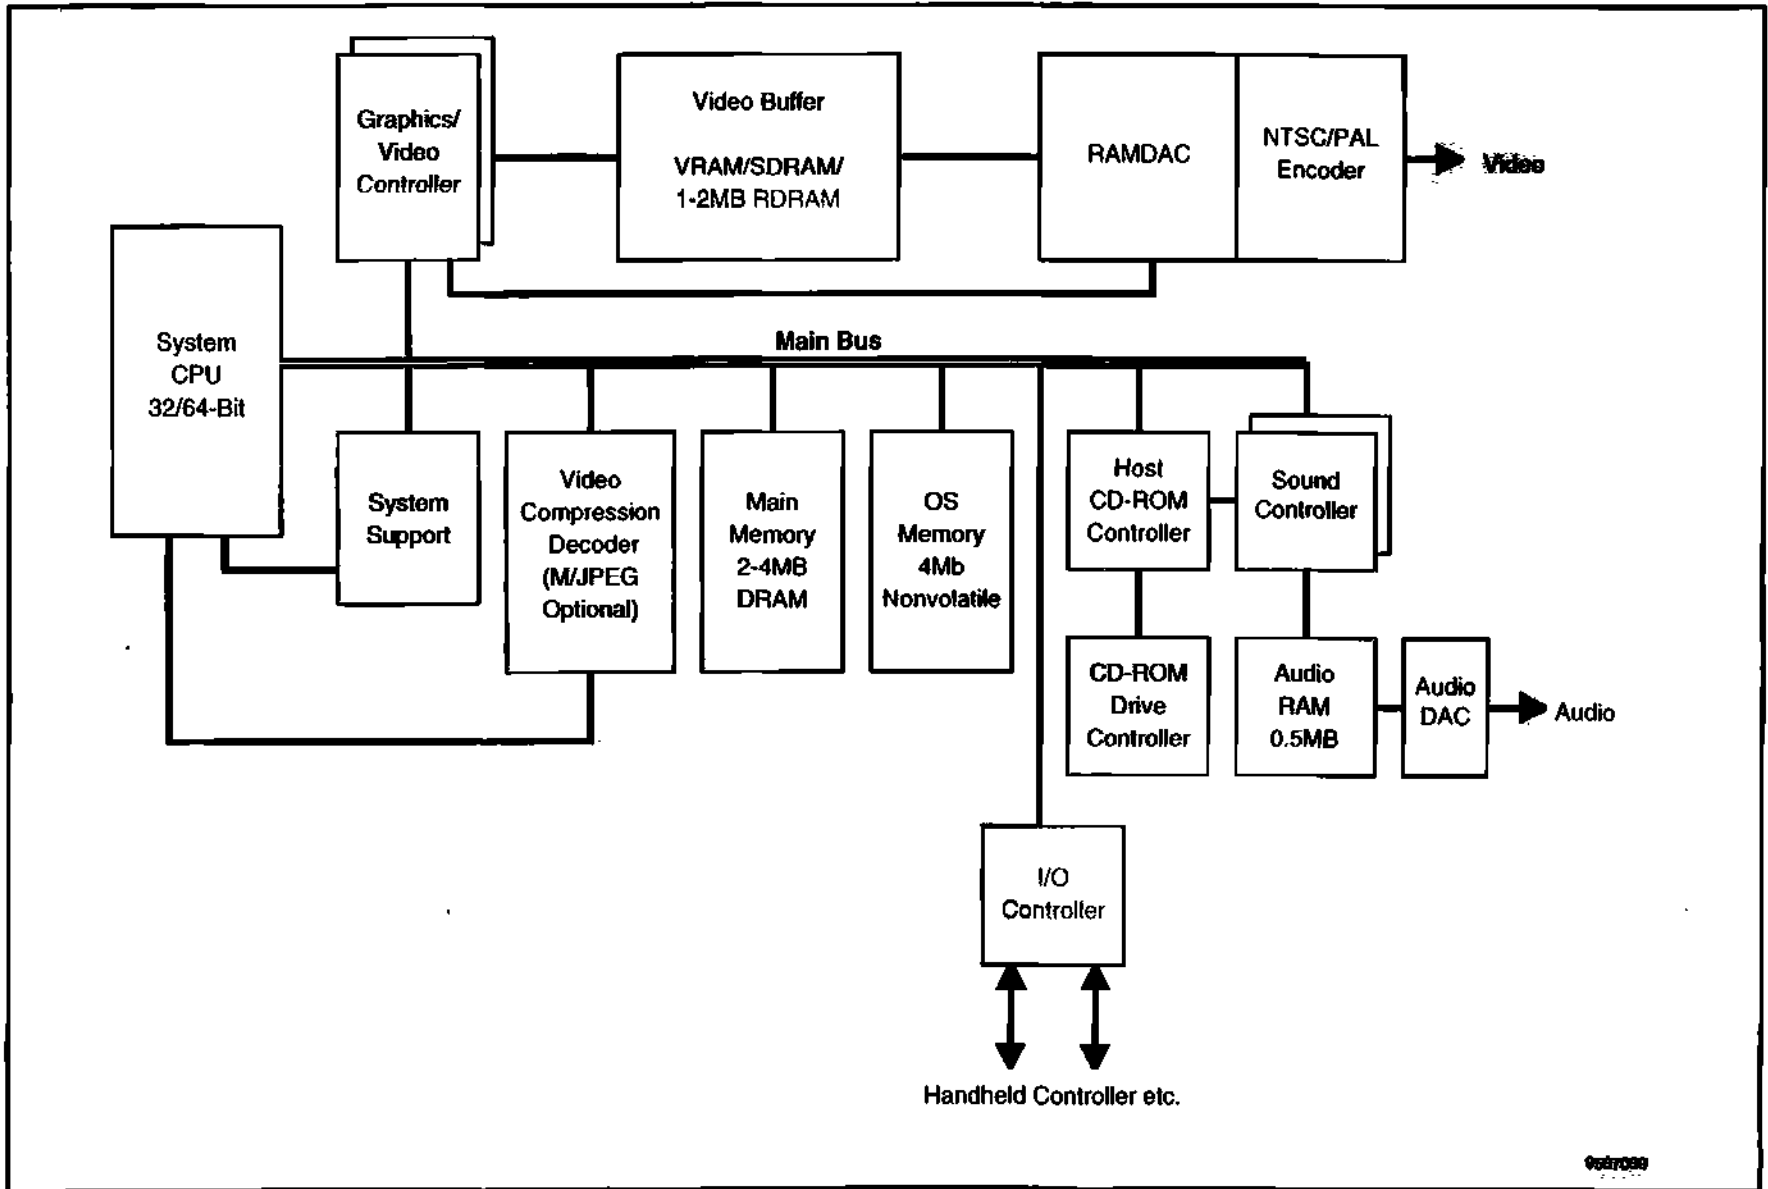 Graphics/
Video
Controller
Video Buffer
VRAM/SDRAM/
1-2MB RDRAM
RAMDAC
NTSC/PAL
Encoder
Video
System
CPU
32/64-Bit
Main Bus
System
Support
Video
Compression
Decoder
(M/JPEG
Optional)
Main
Memory
2-4MB
DRAM
OS
Memory
4Mb
Nonvolatile
Host
CD-ROM
Controller
Sound
Controller
CD-ROM
Drive
Controller
Audio
RAM
0.5MB
Audio
DAC
Audio
I/O
Controller
Handheld Controller etc.